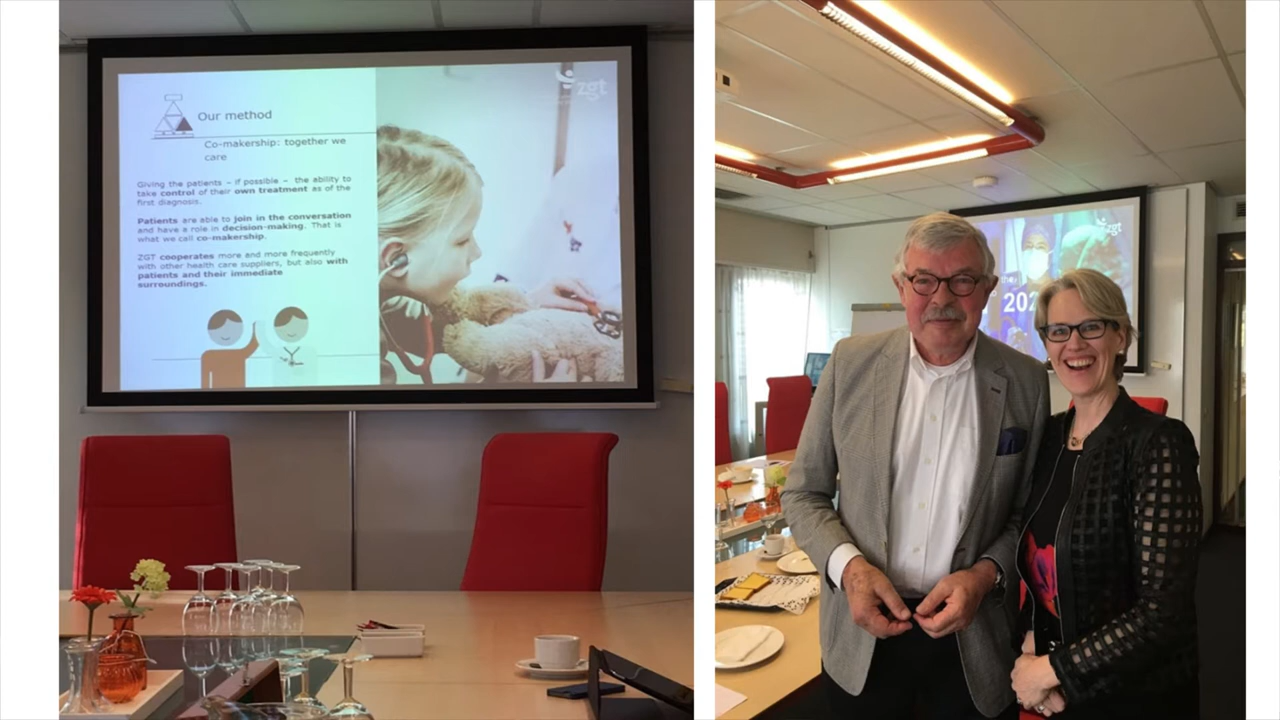 zgt
Our method
Co-makership: together we
care
Giving the patients – if possible – the ability to
take control of their own treatment as of the
first diagnosis.
Patients are able to join in the conversation
and have a role in decision-making. That is
what we call co-makership.
ZGT cooperates more and more frequently
with other health care suppliers, but also with
patients and their immediate
surroundings.
zgt
the
202